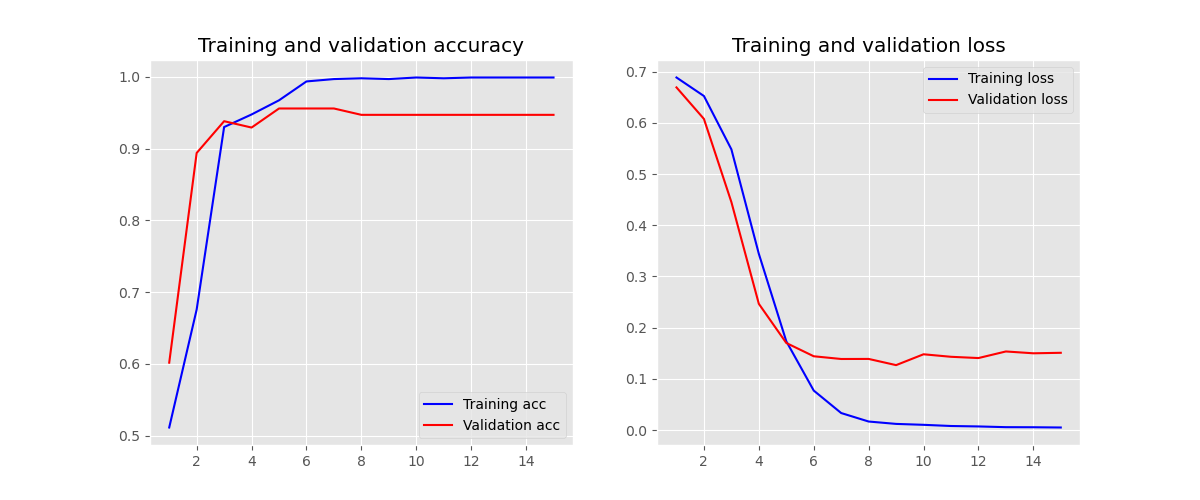 Training and validation accuracy
1.0
0.9
0.8
0.7
0.6
0.5
2 4 6 8 10 12 14
Training acc
Validation acc
Training and validation loss
0.7
0.6
0.5
0.4
0.3
0.2
0.1
0.0
2 4 6 8 10 12 14
Training loss
Validation loss